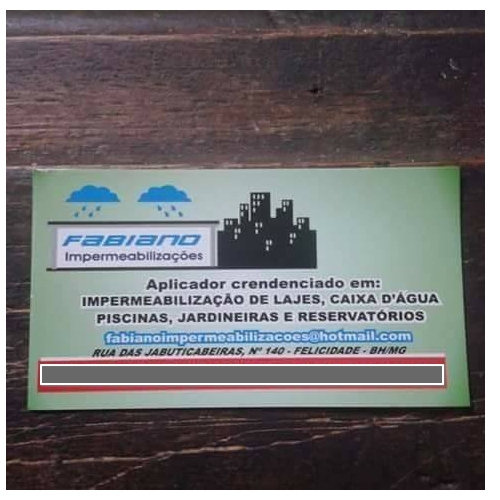 FABIANO
Impermeabilizações
Aplicador crendenciado em:
IMPERMEABILIZAÇÃO DE LAJES, CAIXA D'ÁGUA
PISCINAS, JARDINEIRAS E RESERVATÓRIOS
fabianoimpermeabilizacoes@hotmail.com
RUA DAS JABUTICABEIRAS, Nº 140 - FELICIDADE - BH/MG